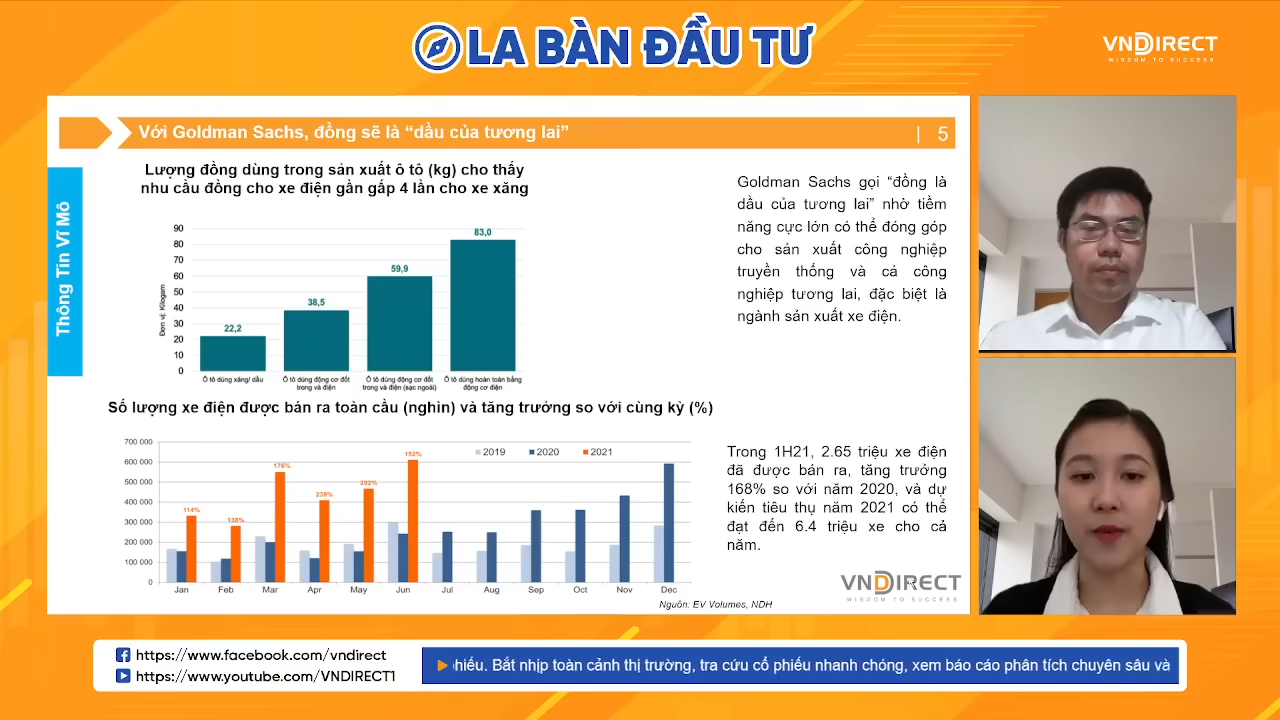 LA BÀN ĐẦU TƯ
VNDIRECT
WISDOM TO SUCCESS
Với Goldman Sachs, đồng sẽ là “dầu của tương lai”
| 5
Thông Tin Vĩ Mô
Lượng đồng dùng trong sản xuất ô tô (kg) cho thấy
nhu cầu đồng cho xe điện gần gấp 4 lần cho xe xăng
Đơn vị: Kilogam
90
80
70
60
50
40
30
20
10
0
22,2
38,5
59,9
83,0
Ô tô dùng xăng/ dầu
Ô tô dùng động cơ đốt
trong và điện
Ô tô dùng động cơ đốt
trong và điện (sạc ngoài)
Ô tô dùng hoàn toàn bằng
động cơ điện
Goldman Sachs gọi “đồng là
dầu của tương lai” nhờ tiềm
năng cực lớn có thể đóng góp
cho sản xuất công nghiệp
truyền thống và cả công
nghiệp tương lai, đặc biệt là
ngành sản xuất xe điện.
Số lượng xe điện được bán ra toàn cầu (nghìn) và tăng trưởng so với cùng kỳ (%)
700 000
600 000
500 000
400 000
300 000
200 000
100 000
0
2019 2020 2021
114%
138%
176%
239%
202%
152%
Jan Feb Mar Apr May Jun Jul Aug Sep Oct Nov Dec
Trong 1H21, 2.65 triệu xe điện
đã được bán ra, tăng trưởng
168% so với năm 2020, và dự
kiến tiêu thụ năm 2021 có thể
đạt đến 6.4 triệu xe cho cả
năm.
VNDIRECT
WISDOM TO SUCCESS
Nguồn: EV Volumes, NDH
https://www.facebook.com/vndirect
https://www.youtube.com/VNDIRECT1
phiếu. Bắt nhịp toàn cảnh thị trường, tra cứu cổ phiếu nhanh chóng, xem báo cáo phân tích chuyên sâu và